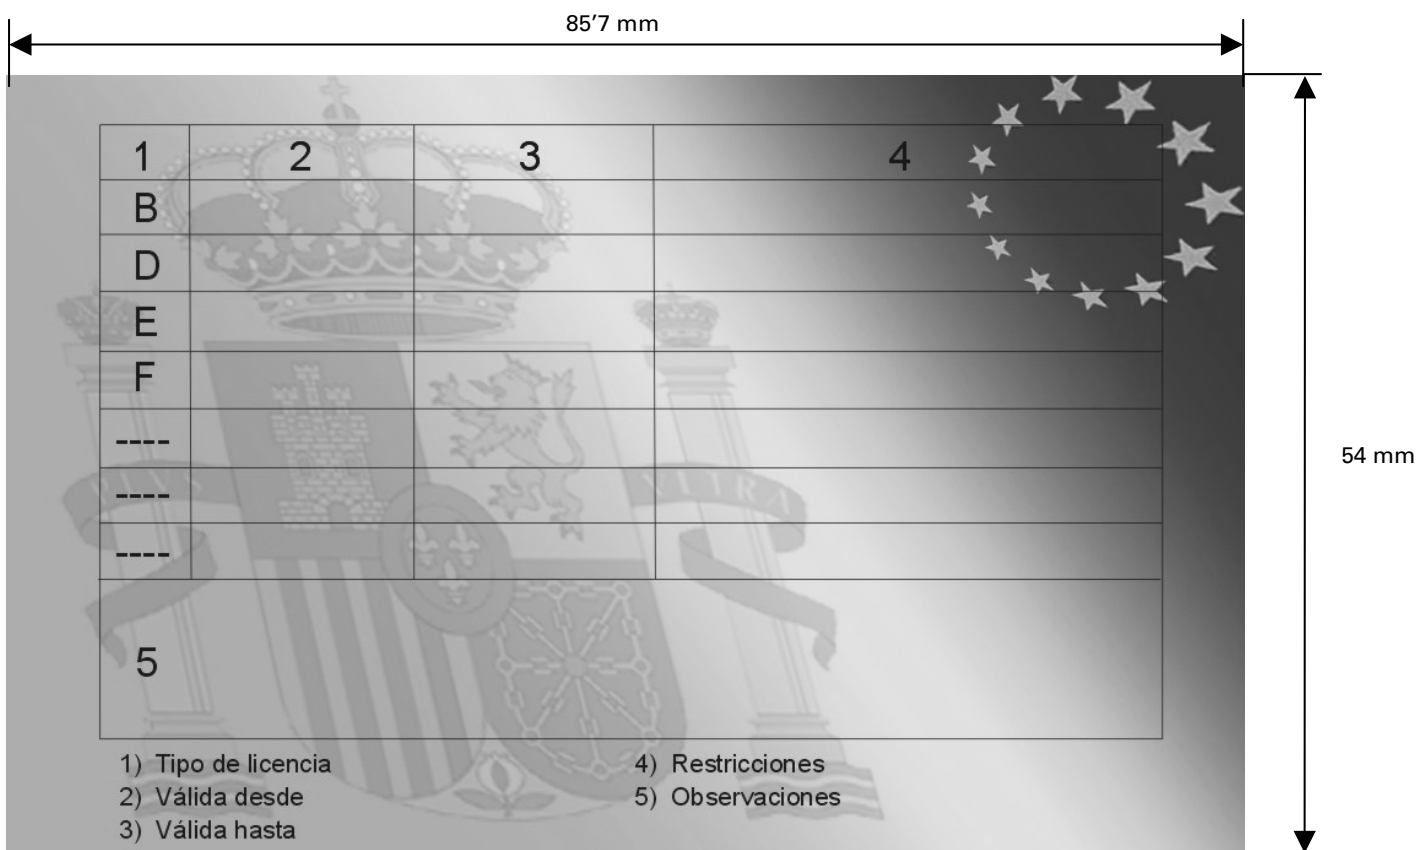 85’7 mm
1 2 3 4
B
D
E
F
----
54 mm
----
----
5
1) Tipo de licencia
2) Válida desde
3) Válida hasta
4) Restricciones
5) Observaciones